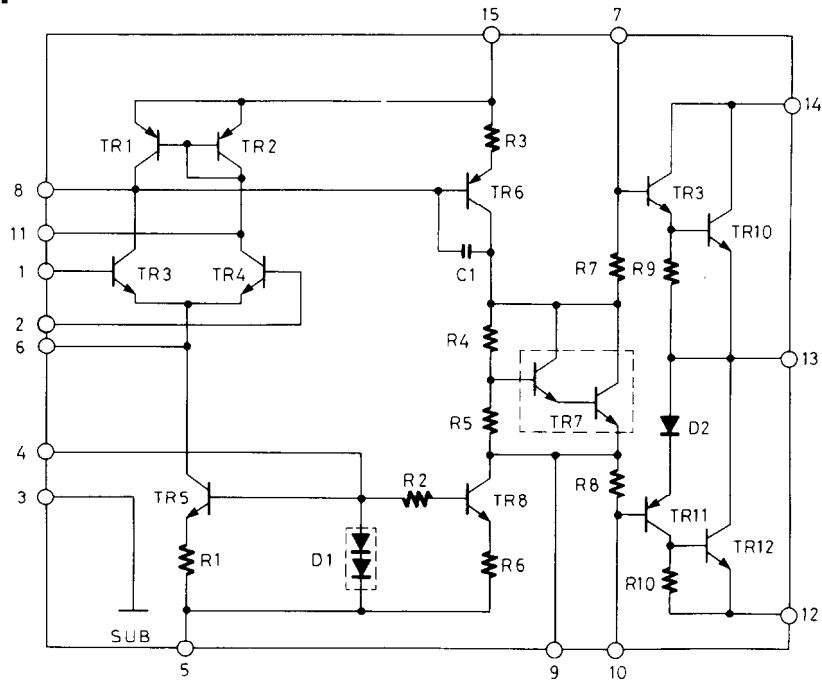 15 7
14
TR1 TR2 R3
8 TR6 TR3
11 TR10
C1 R7 R9
1 TR3 TR4
2 R4
6 13
R5 TR7 D2
4 R2 R8
3 TR5 TR8 TR11
TR12
R1 D1 R6 R10
12
SUB
5 9 10